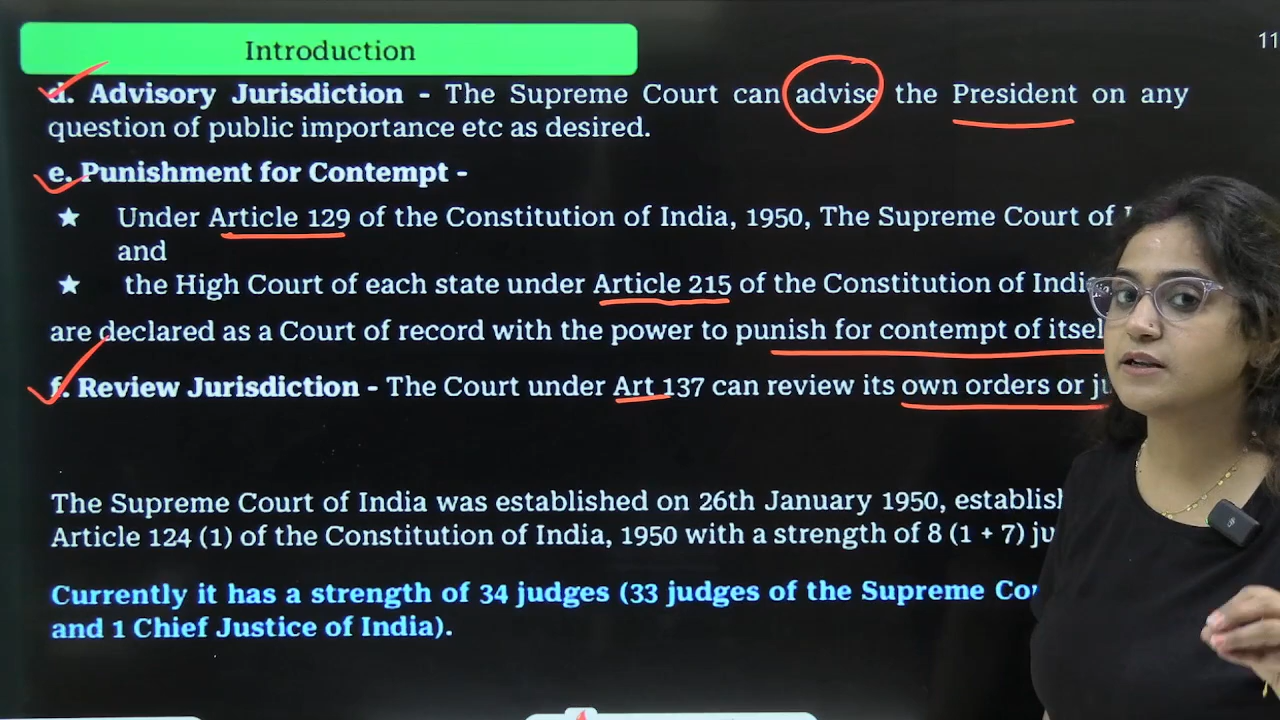 Introduction
11
d. Advisory Jurisdiction - The Supreme Court can advise the President on any
question of public importance etc as desired.
e. Punishment for Contempt -
★ Under Article 129 of the Constitution of India, 1950, The Supreme Court of
and
★ the High Court of each state under Article 215 of the Constitution of
are declared as a Court of record with the power to punish for contempt of
f. Review Jurisdiction - The Court under Art 137 can review its own orders or
The Supreme Court of India was established on 26th January 1950,
Article 124 (1) of the Constitution of India, 1950 with a strength of 8 (1 + 7)
Currently it has a strength of 34 judges (33 judges of the Supreme
and 1 Chief Justice of India).